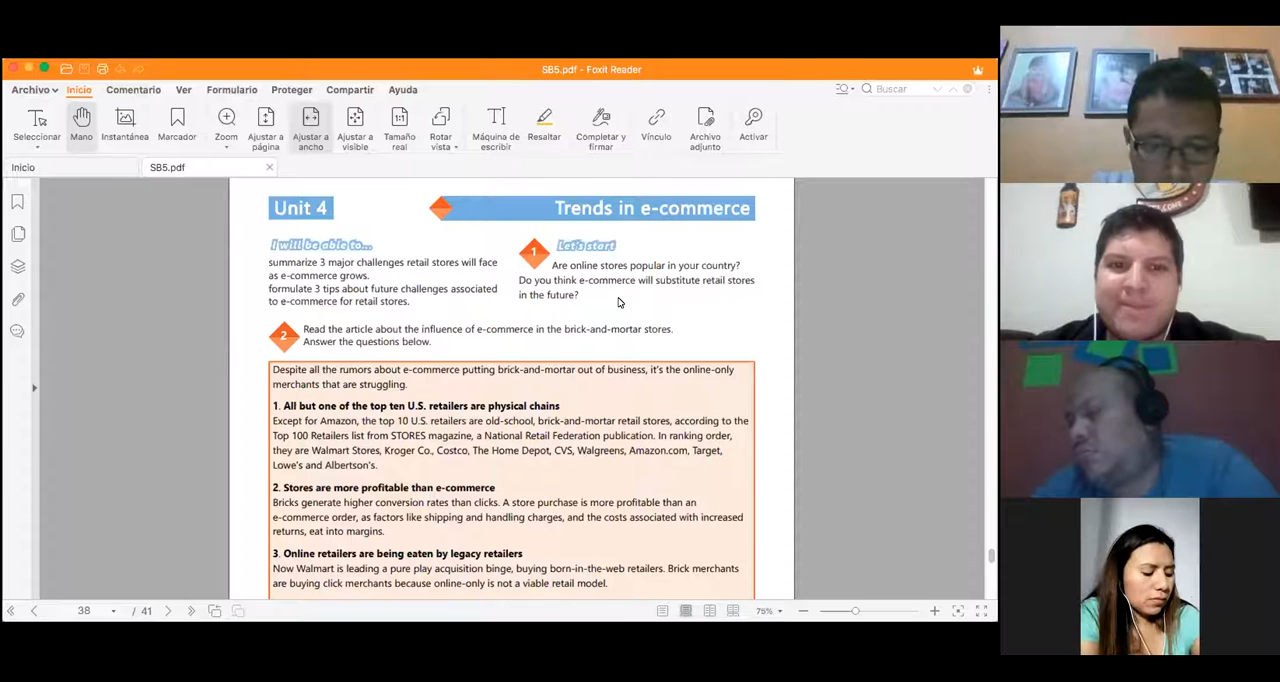 SB5.pdf - Foxit Reader
Archivo Inicio Comentario Ver Formulario Proteger Compartir Ayuda Buscar
Seleccionar Mano Instantánea Marcador Zoom Ajustar a página Ajustar a ancho Ajustar a visible Tamaño real Rotar vista Máquina de escribir Resaltar Completar y firmar Vínculo Archivo adjunto Activar
Inicio SB5.pdf
Unit 4 Trends in e-commerce
I will be able to...
summarize 3 major challenges retail stores will face
as e-commerce grows.
formulate 3 tips about future challenges associated
to e-commerce for retail stores.
1 Let's start
Are online stores popular in your country?
Do you think e-commerce will substitute retail stores
in the future?
2 Read the article about the influence of e-commerce in the brick-and-mortar stores.
Answer the questions below.
Despite all the rumors about e-commerce putting brick-and-mortar out of business, it's the online-only
merchants that are struggling.
1. All but one of the top ten U.S. retailers are physical chains
Except for Amazon, the top 10 U.S. retailers are old-school, brick-and-mortar retail stores, according to the
Top 100 Retailers list from STORES magazine, a National Retail Federation publication. In ranking order,
they are Walmart Stores, Kroger Co., Costco, The Home Depot, CVS, Walgreens, Amazon.com, Target,
Lowe's and Albertson's.
2. Stores are more profitable than e-commerce
Bricks generate higher conversion rates than clicks. A store purchase is more profitable than an
e-commerce order, as factors like shipping and handling charges, and the costs associated with increased
returns, eat into margins.
3. Online retailers are being eaten by legacy retailers
Now Walmart is leading a pure play acquisition binge, buying born-in-the-web retailers. Brick merchants
are buying click merchants because online-only is not a viable retail model.
38 / 41 75%